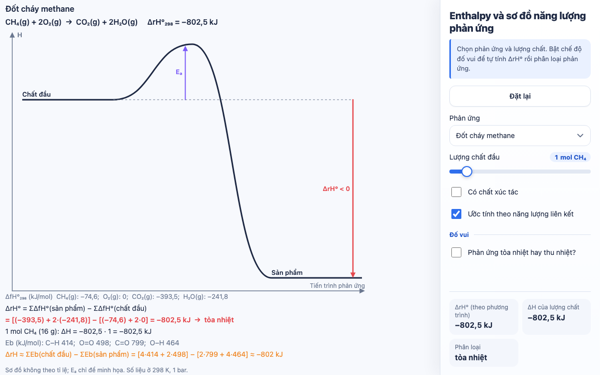 Đốt cháy methane
CH₄(g) + 2O₂(g) → CO₂(g) + 2H₂O(g) ΔrH°₂₉₈ = −802,5 kJ
H
Eₐ
Chất đầu
ΔrH° < 0
Sản phẩm
Tiến trình phản ứng
ΔfH°₂₉₈ (kJ/mol) CH₄(g): −74,6; O₂(g): 0; CO₂(g): −393,5; H₂O(g): −241,8
ΔrH° = ΣΔfH°(sản phẩm) − ΣΔfH°(chất đầu)
= [(−393,5) + 2·(−241,8)] − [(−74,6) + 2·0] = −802,5 kJ → tỏa nhiệt
1 mol CH₄ (16 g): ΔH = −802,5 · 1 = −802,5 kJ
Eb (kJ/mol): C−H 414; O=O 498; C=O 799; O−H 464
ΔrH = ΣEb(chất đầu) − ΣEb(sản phẩm) = [4·414 + 2·498] − [2·799 + 4·464] = −802 kJ
Sơ đồ không theo tỉ lệ; Eₐ chỉ để minh họa. Số liệu ở 298 K, 1 bar.
Enthalpy và sơ đồ năng lượng
phản ứng
Chọn phản ứng và lượng chất. Bật chế độ
đố vui để tự tính ΔrH° rồi phân loại phản
ứng.
Đặt lại
Phản ứng
Đốt cháy methane
Lượng chất đầu
1 mol CH₄
Có chất xúc tác
Ước tính theo năng lượng liên kết
Đố vui
Phản ứng tỏa nhiệt hay thu nhiệt?
ΔrH° (theo phương
trình)
−802,5 kJ
ΔH của lượng chất
−802,5 kJ
Phân loại
tỏa nhiệt